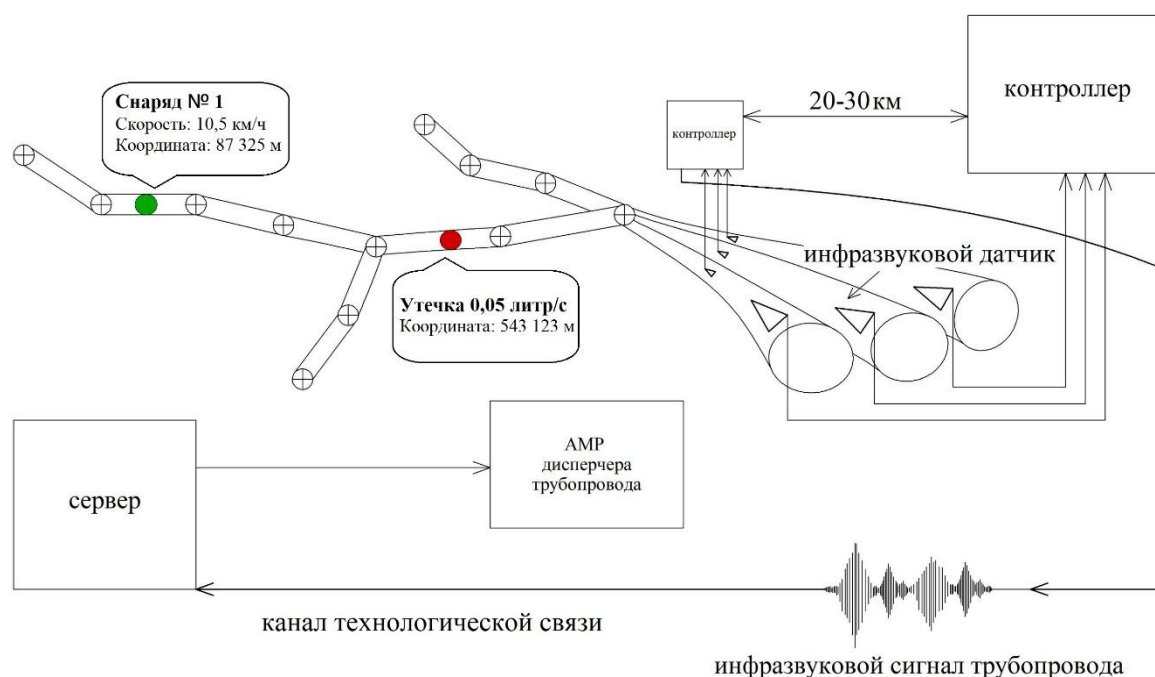 Снаряд № 1
Скорость: 10,5 км/ч
Координата: 87 325 м
контроллер
20-30 км
контроллер
инфразвуковой датчик
Утечка 0,05 литр/с
Координата: 543 123 м
сервер
АМР
дисперчера
трубопровода
канал технологической связи
инфразвуковой сигнал трубопровода